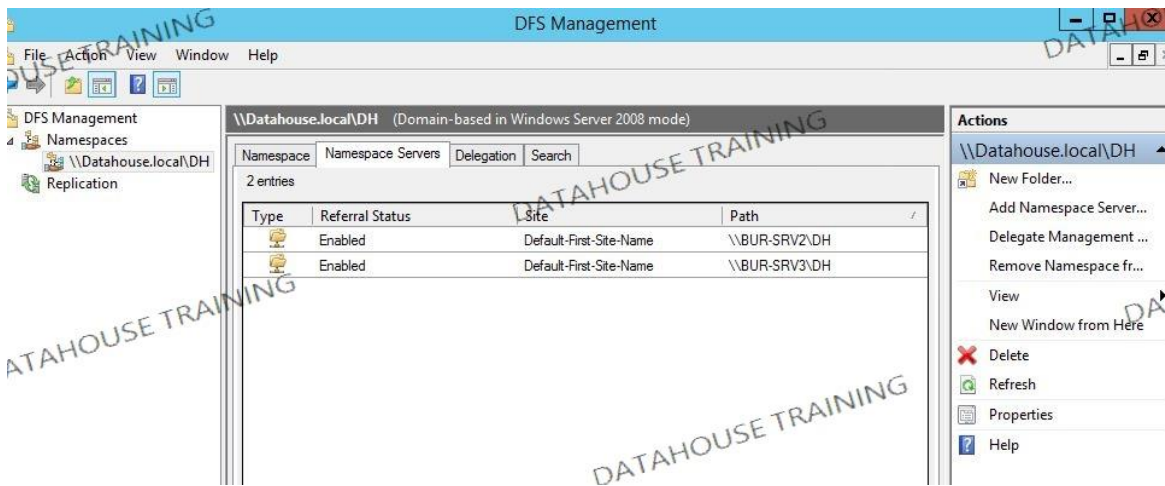 DFS Management
File Action View Window Help
DFS Management
Namespaces
\\Datahouse.local\DH
Replication
\\Datahouse.local\DH (Domain-based in Windows Server 2008 mode)
Namespace Namespace Servers Delegation Search
2 entries
Type Referral Status Site Path
Enabled Default-First-Site-Name \\BUR-SRV2\DH
Enabled Default-First-Site-Name \\BUR-SRV3\DH
Actions
\\Datahouse.local\DH
New Folder...
Add Namespace Server...
Delegate Management ...
Remove Namespace fr...
View
New Window from Here
Delete
Refresh
Properties
Help
OUSE TRAINING
DATAHO
DATAHOUSE TRAINING
ATAHOUSE TRAINING
DA
DATAHOUSE TRAINING